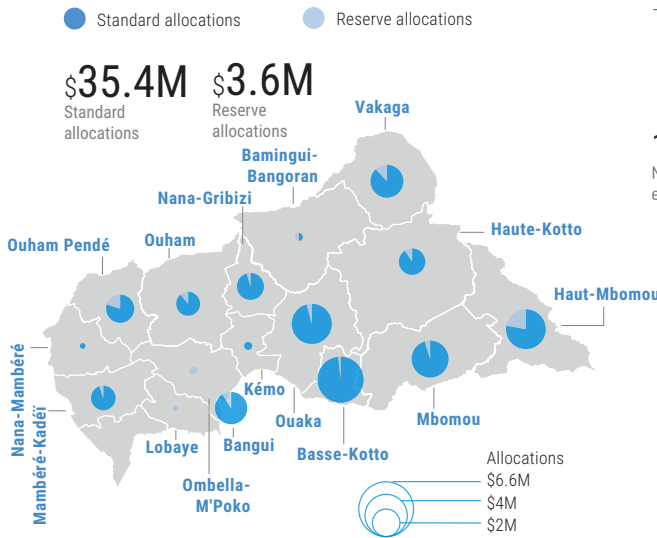 Standard allocations
Reserve allocations
$35.4M
Standard
allocations
$3.6M
Reserve
allocations
Vakaga
Bamingui-
Bangoran
Nana-Gribizi
Haute-Kotto
Ouham Pendé
Ouham
Haut-Mbomou
Nana-Mambéré
Mambéré-Kadéï
Kémo
Ouaka
Mbomou
Lobaye
Bangui
Basse-Kotto
Ombella-
M'Poko
Allocations
$6.6M
$4M
$2M